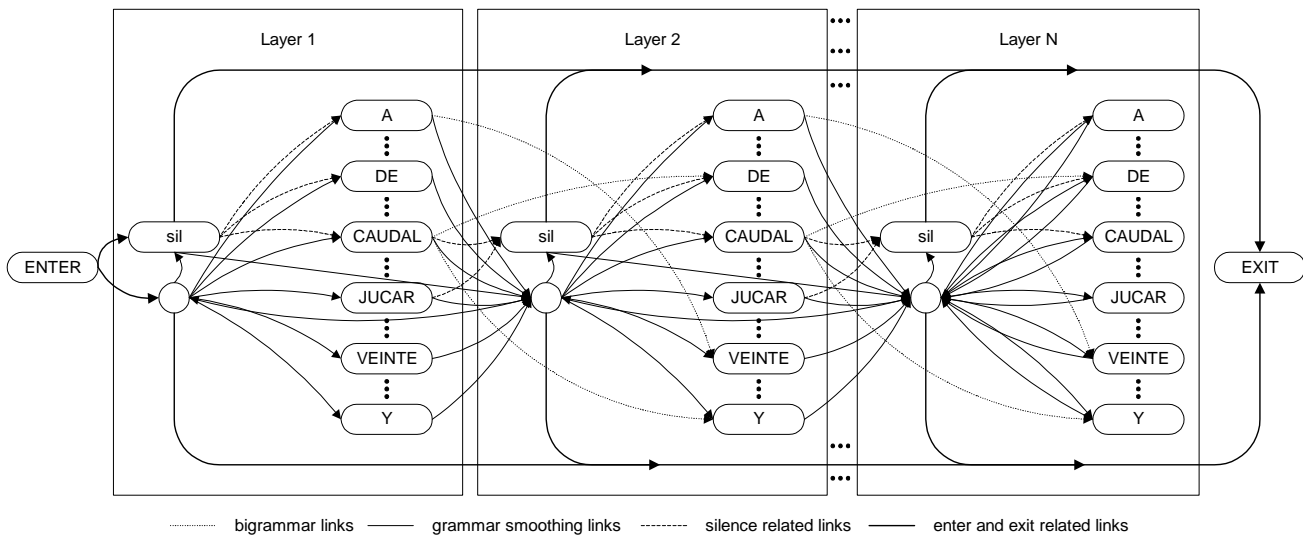 Layer 1
Layer 2
Layer N
A
A
A
DE
DE
DE
sil
CAUDAL
sil
CAUDAL
sil
CAUDAL
ENTER
EXIT
JUCAR
JUCAR
JUCAR
VEINTE
VEINTE
VEINTE
Y
Y
Y
bigrammar links
grammar smoothing links
silence related links
enter and exit related links